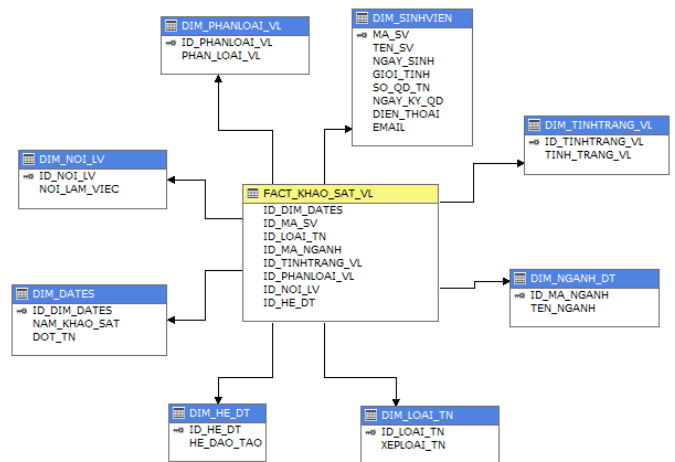 DIM_PHANLOAI_VL
ID_PHANLOAI_VL
PHAN_LOAI_VL
DIM_SINHVIEN
MA_SV
TEN_SV
NGAY_SINH
GIOI_TINH
SO_QD_TN
NGAY_KY_QD
DIEN_THOAI
EMAIL
DIM_TINHTRANG_VL
ID_TINHTRANG_VL
TINH_TRANG_VL
DIM_NOI_LV
ID_NOI_LV
NOI_LAM_VIEC
FACT_KHAO_SAT_VL
ID_DIM_DATES
ID_MA_SV
ID_LOAI_TN
ID_MA_NGANH
ID_TINHTRANG_VL
ID_PHANLOAI_VL
ID_NOI_LV
ID_HE_DT
DIM_NGANH_DT
ID_MA_NGANH
TEN_NGANH
DIM_DATES
ID_DIM_DATES
NAM_KHAO_SAT
DOT_TN
DIM_HE_DT
ID_HE_DT
HE_DAO_TAO
DIM_LOAI_TN
ID_LOAI_TN
XEPLOAI_TN